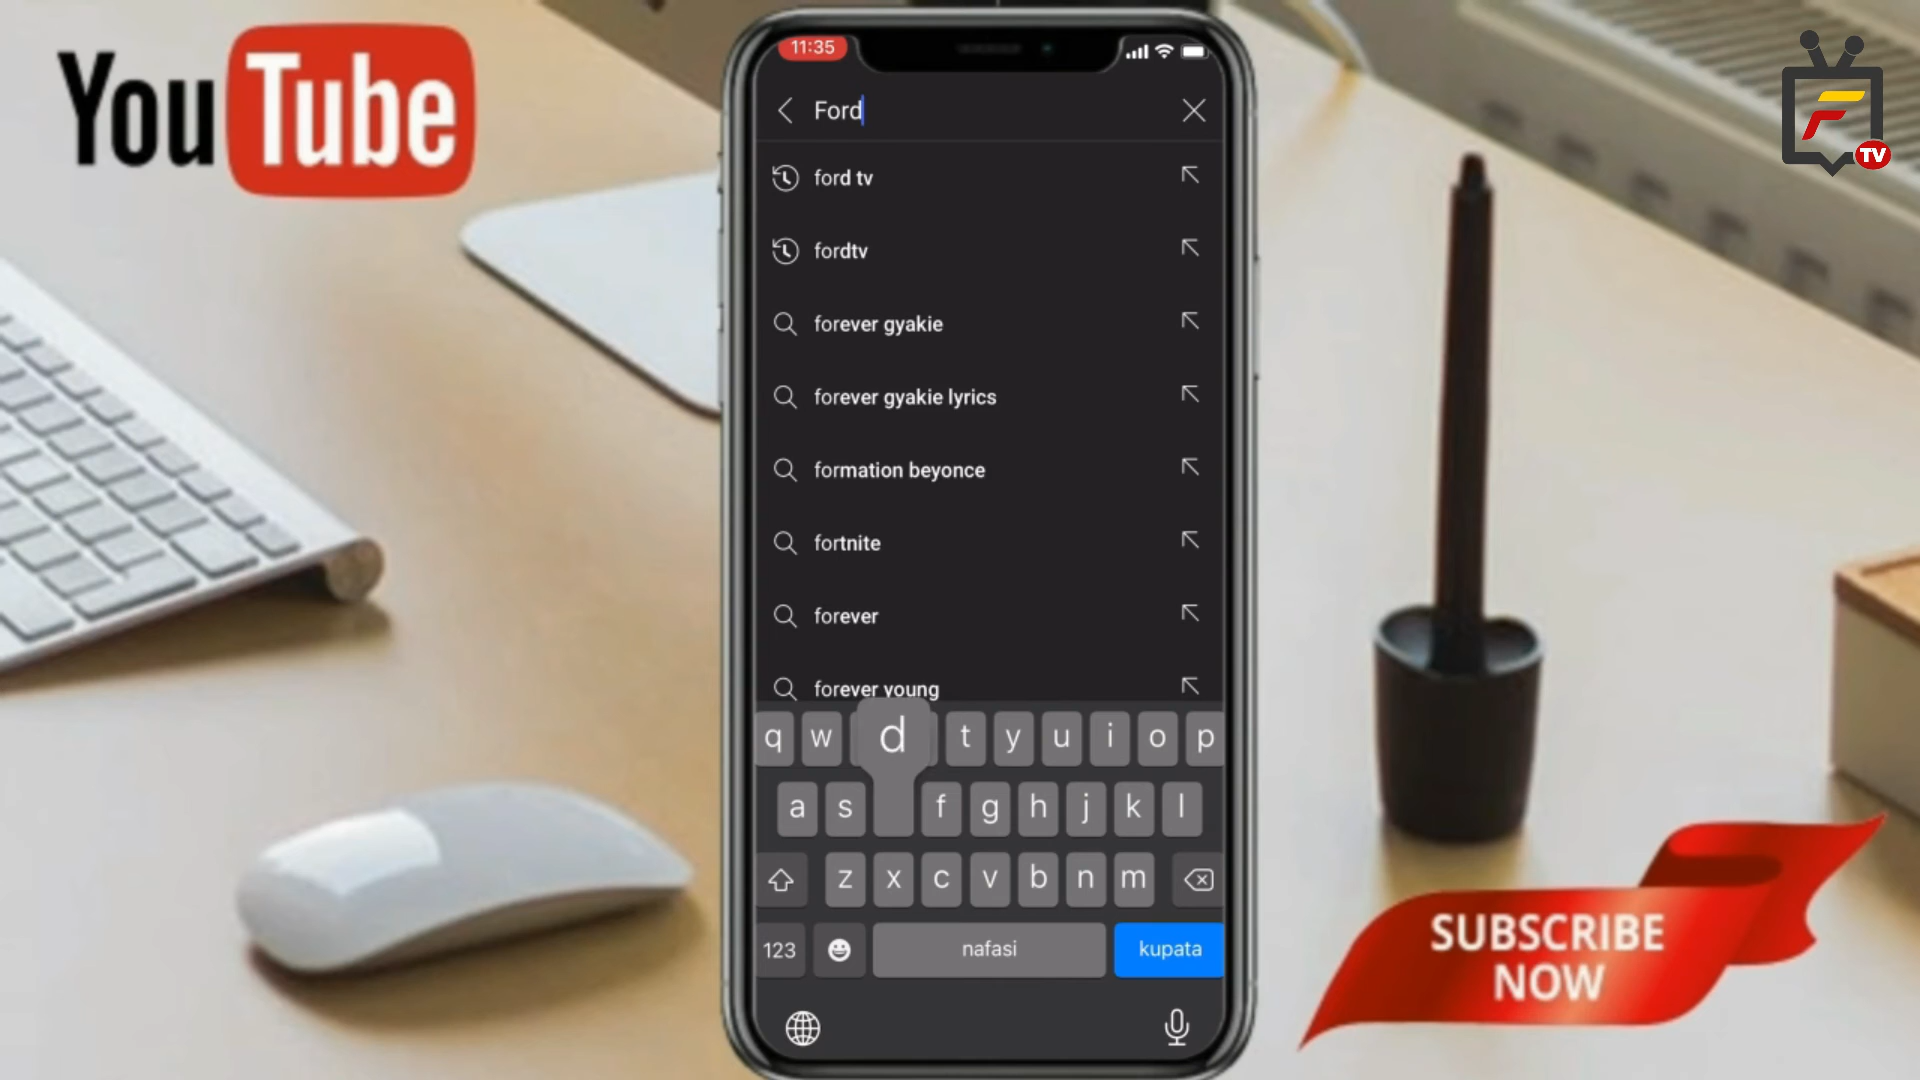 YouTube
11:35
Ford
ford tv
fordtv
forever gyakie
forever gyakie lyrics
formation beyonce
fortnite
forever
forever young
q w d t y u i o p
a s f g h j k l
z x c v b n m
123 nafasi kupata
F
TV
SUBSCRIBE
NOW